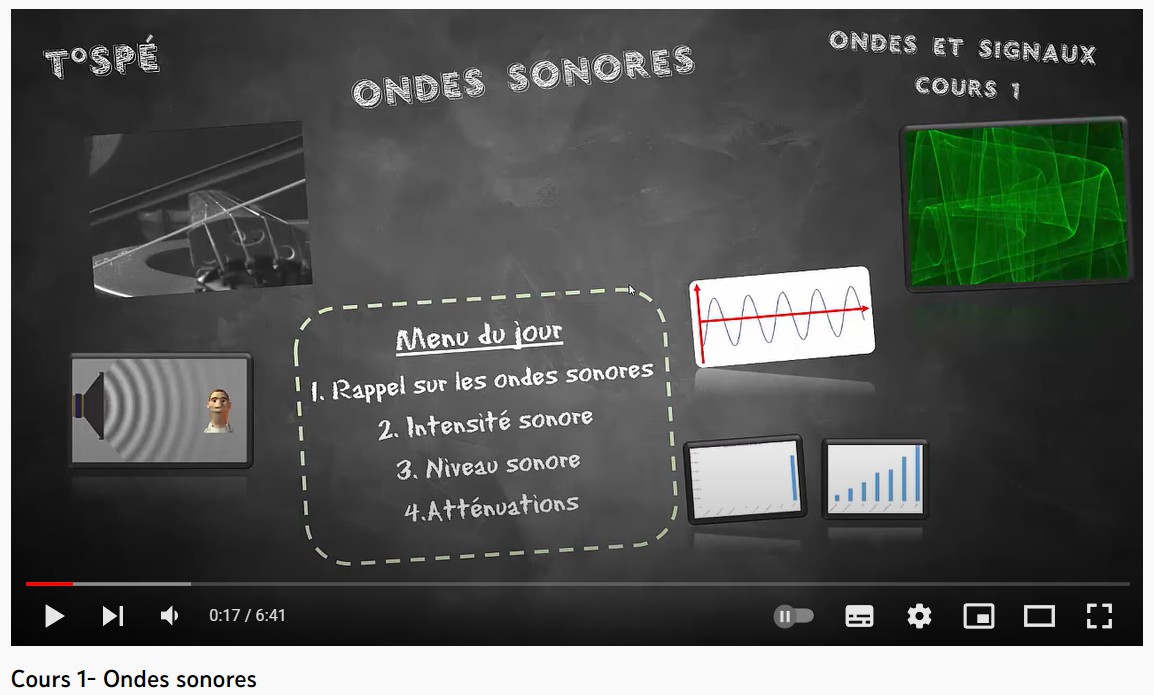 T°SPÉ
ONDES SONORES
ONDES ET SIGNAUX
COURS 1
Menu du jour
1. Rappel sur les ondes sonores
2. Intensité sonore
3. Niveau sonore
4.Atténuations
0:17 / 6:41
Cours 1- Ondes sonores